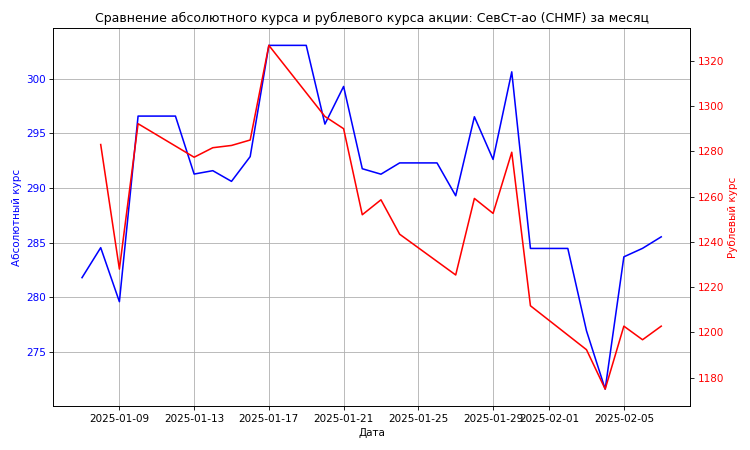 Сравнение абсолютного курса и рублевого курса акции: СевСт-ао (CHMF) за месяц
300
295
290
285
280
275
Абсолютный курс
1320
1300
1280
1260
1240
1220
1200
1180
Рублевый курс
2025-01-09 2025-01-13 2025-01-17 2025-01-21 2025-01-25 2025-01-29 2025-02-01 2025-02-05
Дата